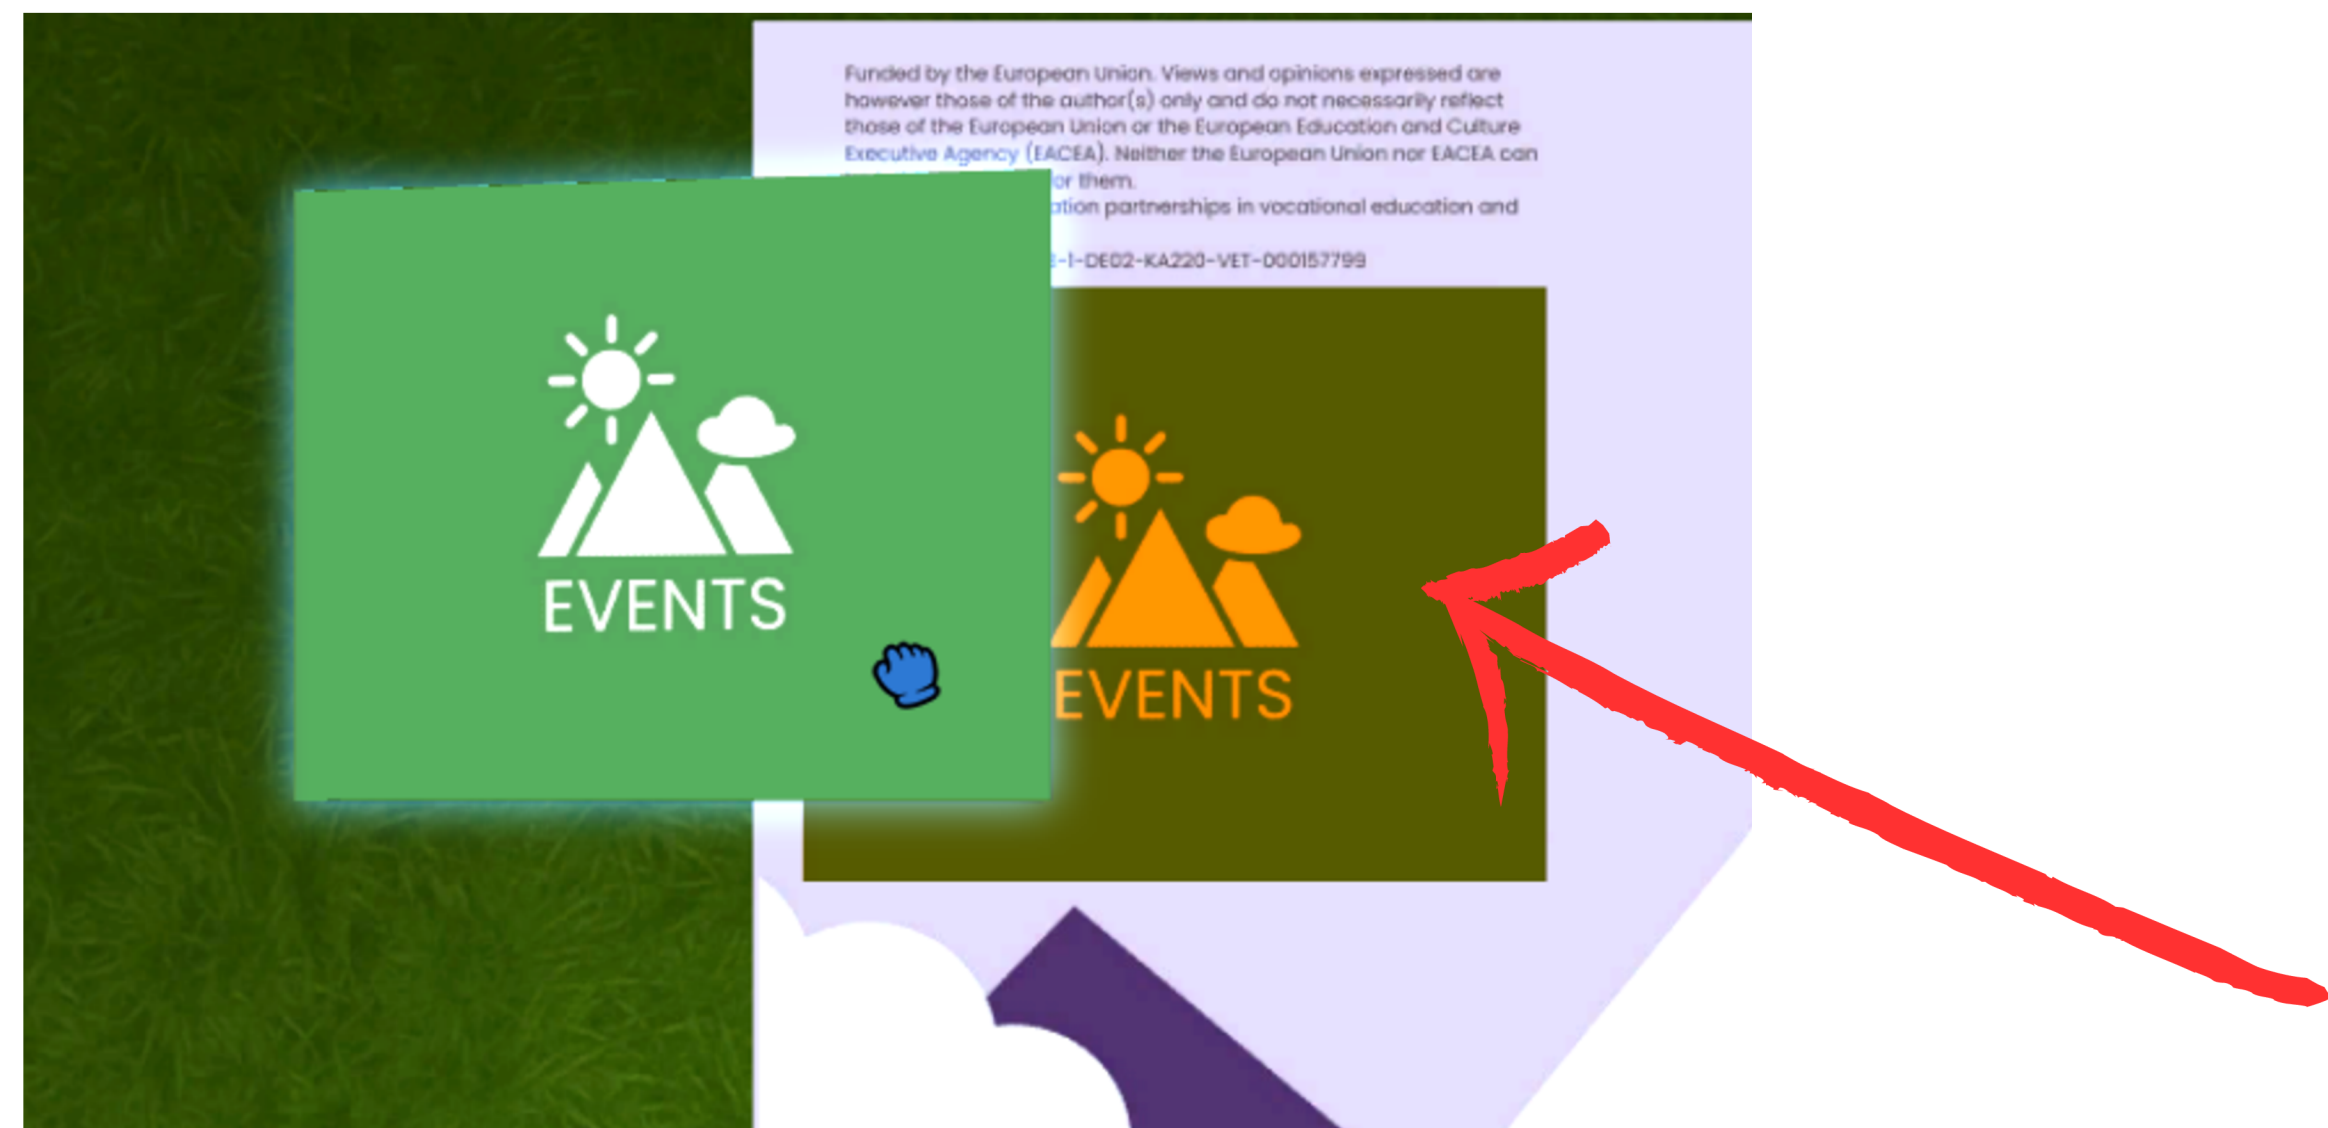 Funded by the European Union. Views and opinions expressed are
however those of the author(s) only and do not necessarily reflect
those of the European Union or the European Education and Culture
Executive Agency (EACEA). Neither the European Union nor EACEA can
or them.
ation partnerships in vocational education and
-1-DE02-KA220-VET-000157799
EVENTS
EVENTS